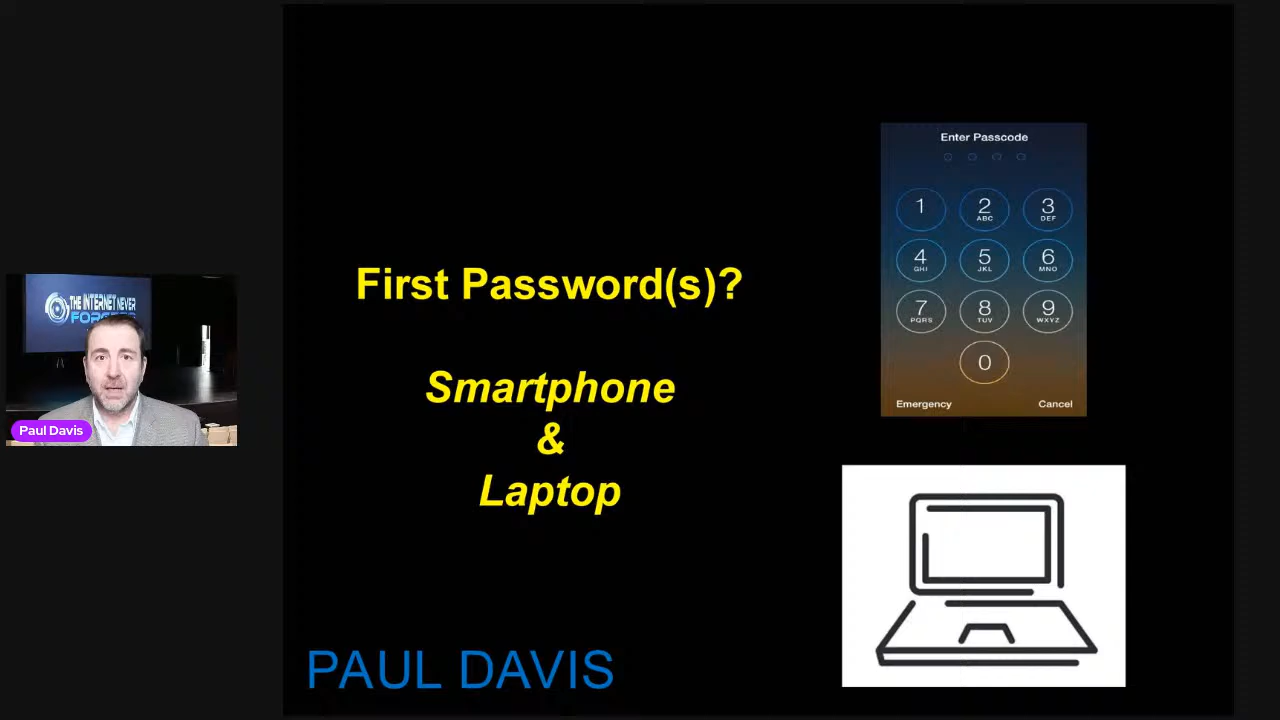 THE INTERNET NEVER
Paul Davis
First Password(s)?
Smartphone
&
Laptop
PAUL DAVIS
Enter Passcode
1
2
ABC
3
DEF
4
GHI
5
JKL
6
MNO
7
PQRS
8
TUV
9
WXYZ
0
Emergency
Cancel